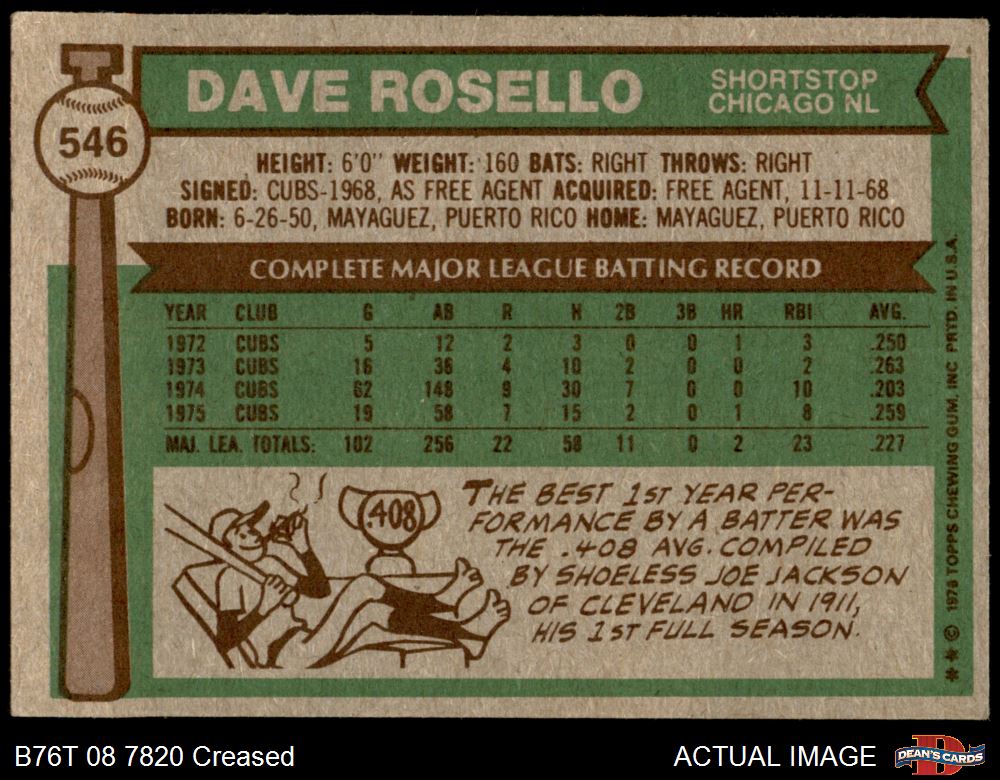 546
DAVE ROSELLO
SHORTSTOP
CHICAGO NL
HEIGHT: 6'0" WEIGHT: 160 BATS: RIGHT THROWS: RIGHT
SIGNED: CUBS-1968, AS FREE AGENT ACQUIRED: FREE AGENT, 11-11-68
BORN: 6-26-50, MAYAGUEZ, PUERTO RICO HOME: MAYAGUEZ, PUERTO RICO
COMPLETE MAJOR LEAGUE BATTING RECORD
YEAR CLUB G AB R H 2B 3B HR RBI AVG.
1972 CUBS 5 12 2 3 0 0 1 3 .250
1973 CUBS 16 38 4 10 2 0 0 2 .263
1974 CUBS 62 148 9 30 7 0 0 10 .203
1975 CUBS 19 58 7 15 2 0 1 8 .259
MAJ. LEA. TOTALS: 102 256 22 58 11 0 2 23 .227
.408
THE BEST 1ST YEAR PER-
FORMANCE BY A BATTER WAS
THE .408 AVG. COMPILED
BY SHOELESS JOE JACKSON
OF CLEVELAND IN 1911,
HIS 1ST FULL SEASON.
** © 1976 TOPPS CHEWING GUM, INC PRTD. IN U.S.A.
B76T 08 7820 Creased
ACTUAL IMAGE
D
DEAN'S CARDS